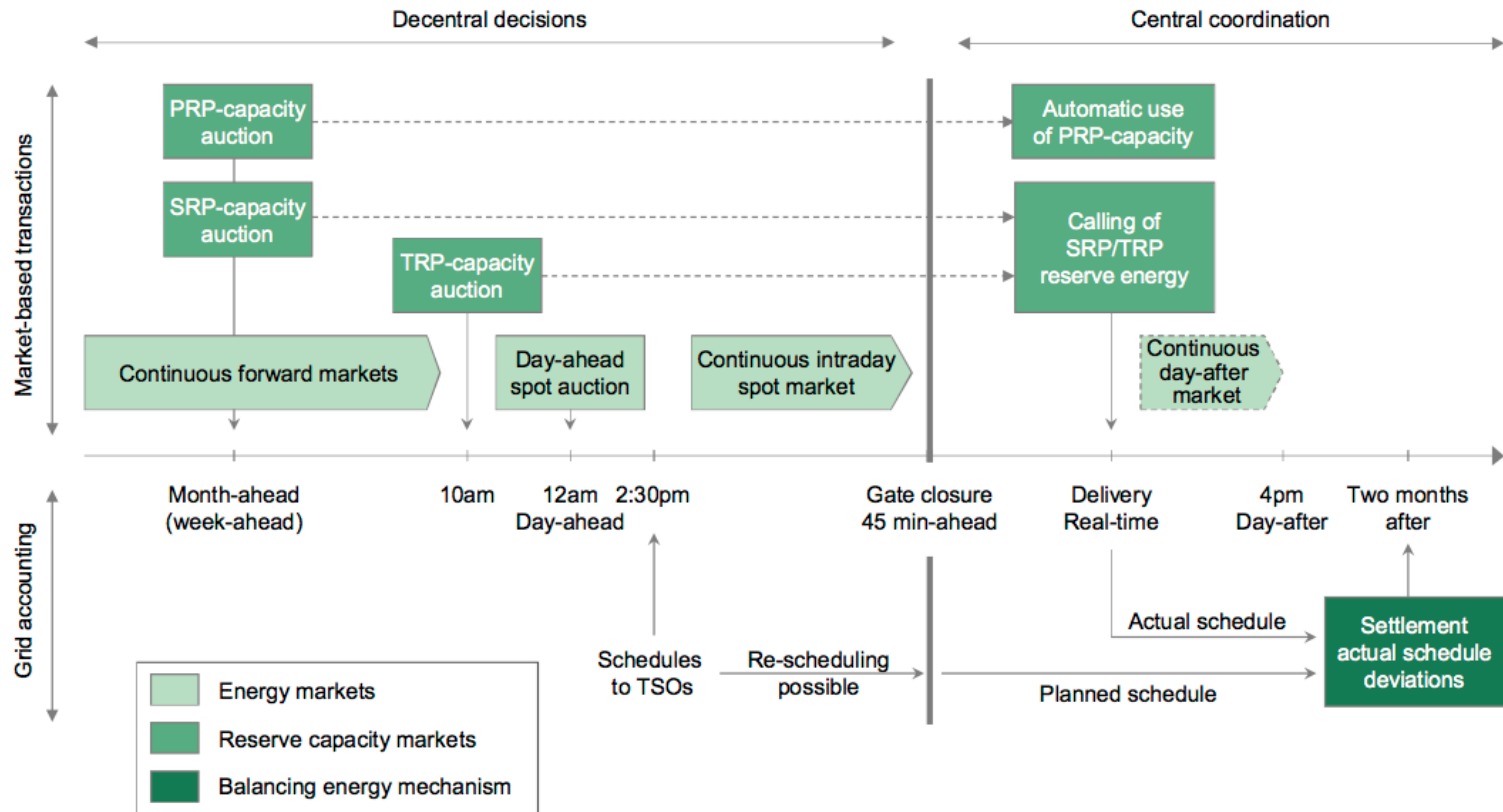 Decentral decisions
Central coordination
Market-based transactions
PRP-capacity
auction
Automatic use
of PRP-capacity
SRP-capacity
auction
Calling of
SRP/TRP
reserve energy
TRP-capacity
auction
Continuous forward markets
Day-ahead
spot auction
Continuous intraday
spot market
Continuous
day-after
market
Month-ahead
(week-ahead)
10am
12am
2:30pm
Day-ahead
Gate closure
45 min-ahead
Delivery
Real-time
4pm
Day-after
Two months
after
Grid accounting
Schedules
to TSOs
Re-scheduling
possible
Actual schedule
Planned schedule
Settlement
actual schedule
deviations
Energy markets
Reserve capacity markets
Balancing energy mechanism